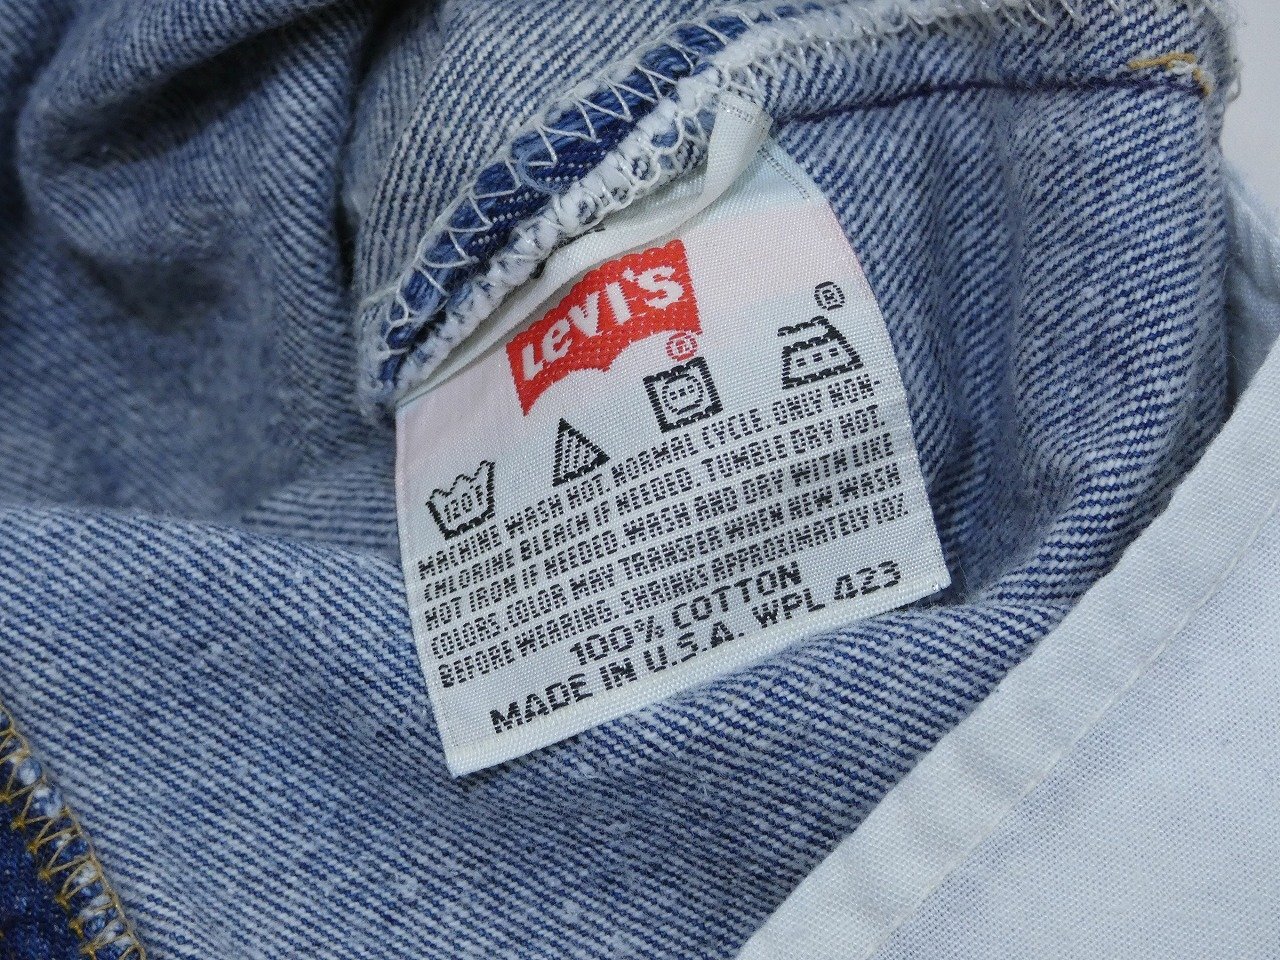 Levi's
®
®
120F
MACHINE WASH HOT. NORMAL CYCLE. ONLY NON-
CHLORINE BLEACH IF NEEDED. TUMBLE DRY HOT.
HOT IRON IF NEEDED. WASH AND DRY WITH LIKE
COLORS. COLOR MAY TRANSFER WHEN NEW. WASH
BEFORE WEARING. SHRINKS APPROXIMATELY 10%.
100% COTTON
MADE IN U.S.A. WPL 423